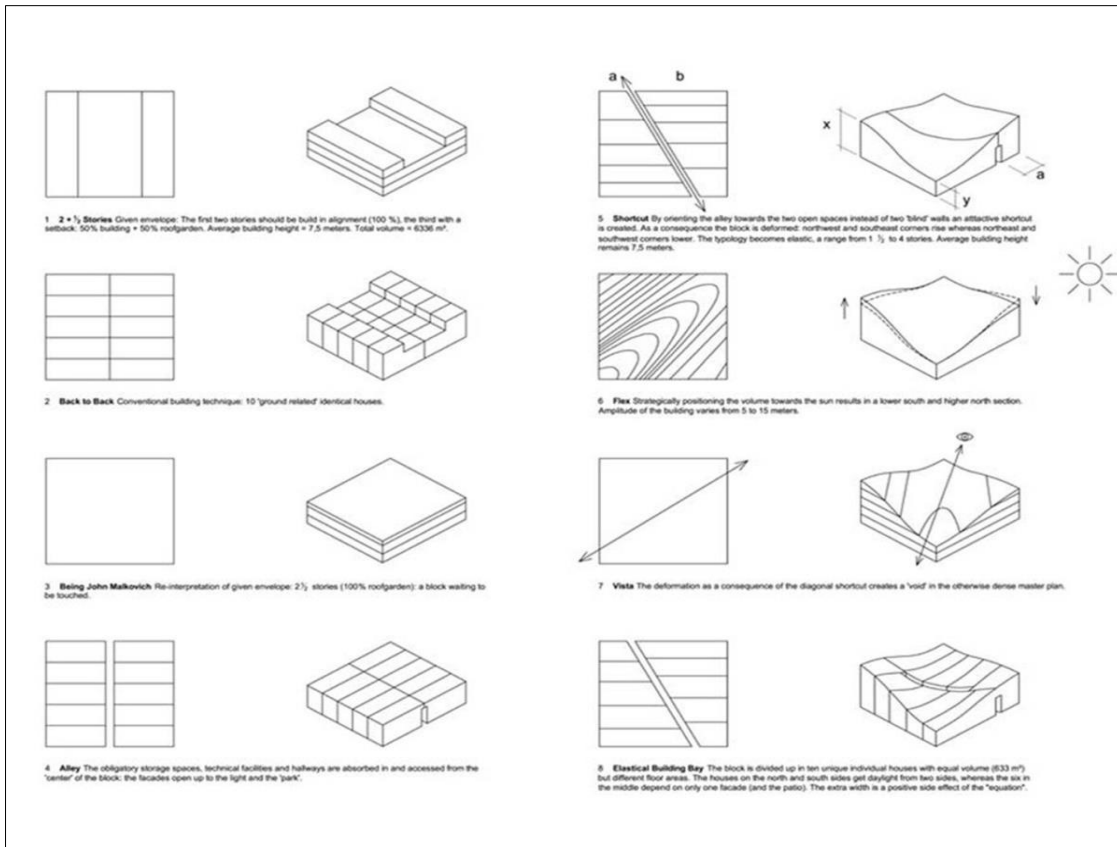 1 2 + ½ Stories Given envelope: The first two stories should be build in alignment (100 %), the third with a
setback: 50% building + 50% roofgarden. Average building height = 7,5 meters. Total volume = 6336 m³.
2 Back to Back Conventional building technique: 10 'ground related' identical houses.
3 Being John Malkovich Re-interpretation of given envelope: 2½ stories (100% roofgarden): a block waiting to
be touched.
4 Alley The obligatory storage spaces, technical facilities and hallways are absorbed in and accessed from the
'center' of the block: the facades open up to the light and the 'park'.
a b
x
a
y
5 Shortcut By orienting the alley towards the two open spaces instead of two 'blind' walls an attractive shortcut
is created. As a consequence the block is deformed: northwest and southeast corners rise whereas northeast and
southwest corners lower. The typology becomes elastic, a range from 1 ½ to 4 stories. Average building height
remains 7,5 meters.
6 Flex Strategically positioning the volume towards the sun results in a lower south and higher north section.
Amplitude of the building varies from 5 to 15 meters.
7 Vista The deformation as a consequence of the diagonal shortcut creates a 'void' in the otherwise dense master plan.
8 Elastical Building Bay The block is divided up in ten unique individual houses with equal volume (633 m³)
but different floor areas. The houses on the north and south sides get daylight from two sides, whereas the six in
the middle depend on only one facade (and the patio). The extra width is a positive side effect of the "equation".